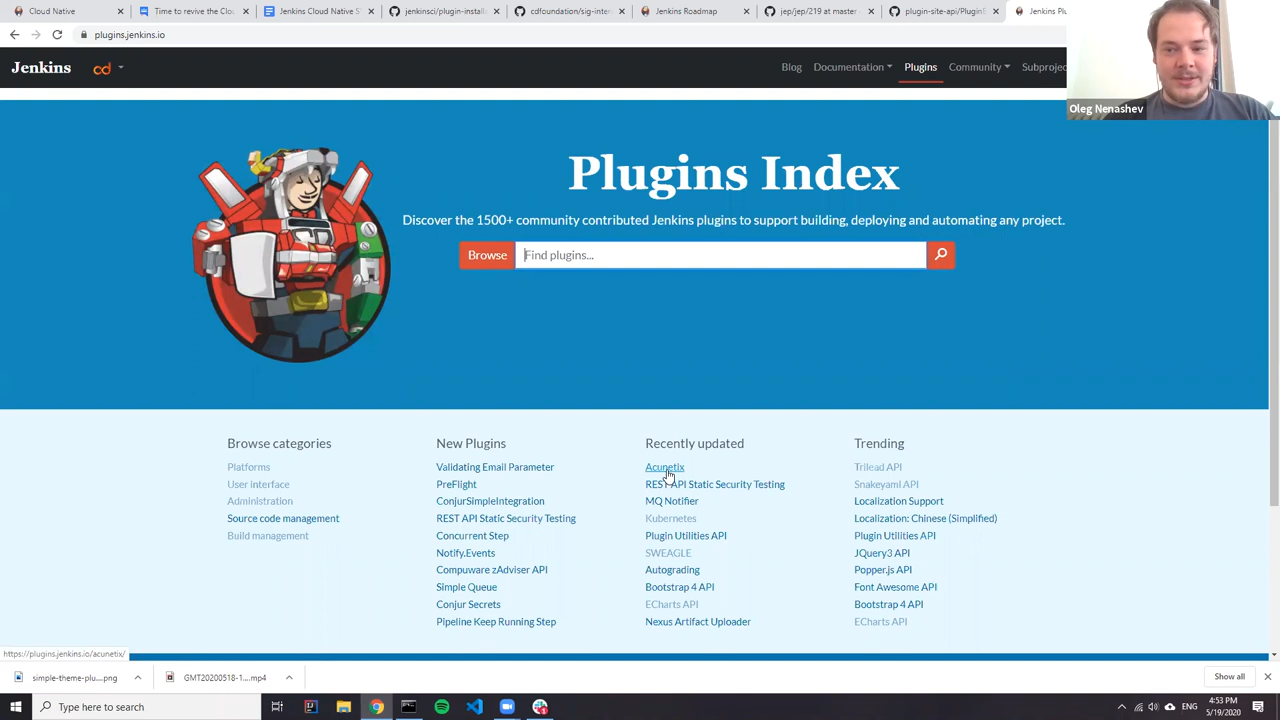 Cloud Native
Time to revive the Clou
Jenkins Cloud Native S
jenkinsci/plugin-install
cdfoundation/sig-inter
Jenkins Roadmap
jep/jep/219 at master
plugin-site-api/PluginE
Jenkins Pl
plugins.jenkins.io
Jenkins
cd
Blog
Documentation
Plugins
Community
Subprojec
Oleg Nenashev
Plugins Index
Discover the 1500+ community contributed Jenkins plugins to support building, deploying and automating any project.
Browse
Find plugins...
Browse categories
Platforms
User interface
Administration
Source code management
Build management
New Plugins
Validating Email Parameter
PreFlight
ConjurSimpleIntegration
REST API Static Security Testing
Concurrent Step
Notify.Events
Compuware zAdviser API
Simple Queue
Conjur Secrets
Pipeline Keep Running Step
Recently updated
Acunetix
REST API Static Security Testing
MQ Notifier
Kubernetes
Plugin Utilities API
SWEAGLE
Autograding
Bootstrap 4 API
ECharts API
Nexus Artifact Uploader
Trending
Trilead API
Snakeyaml API
Localization Support
Localization: Chinese (Simplified)
Plugin Utilities API
JQuery3 API
Popper.js API
Font Awesome API
Bootstrap 4 API
ECharts API
https://plugins.jenkins.io/acunetix/
simple-theme-plu....png
GMT20200518-1....mp4
Show all
Type here to search
ENG
4:53 PM
5/19/2020